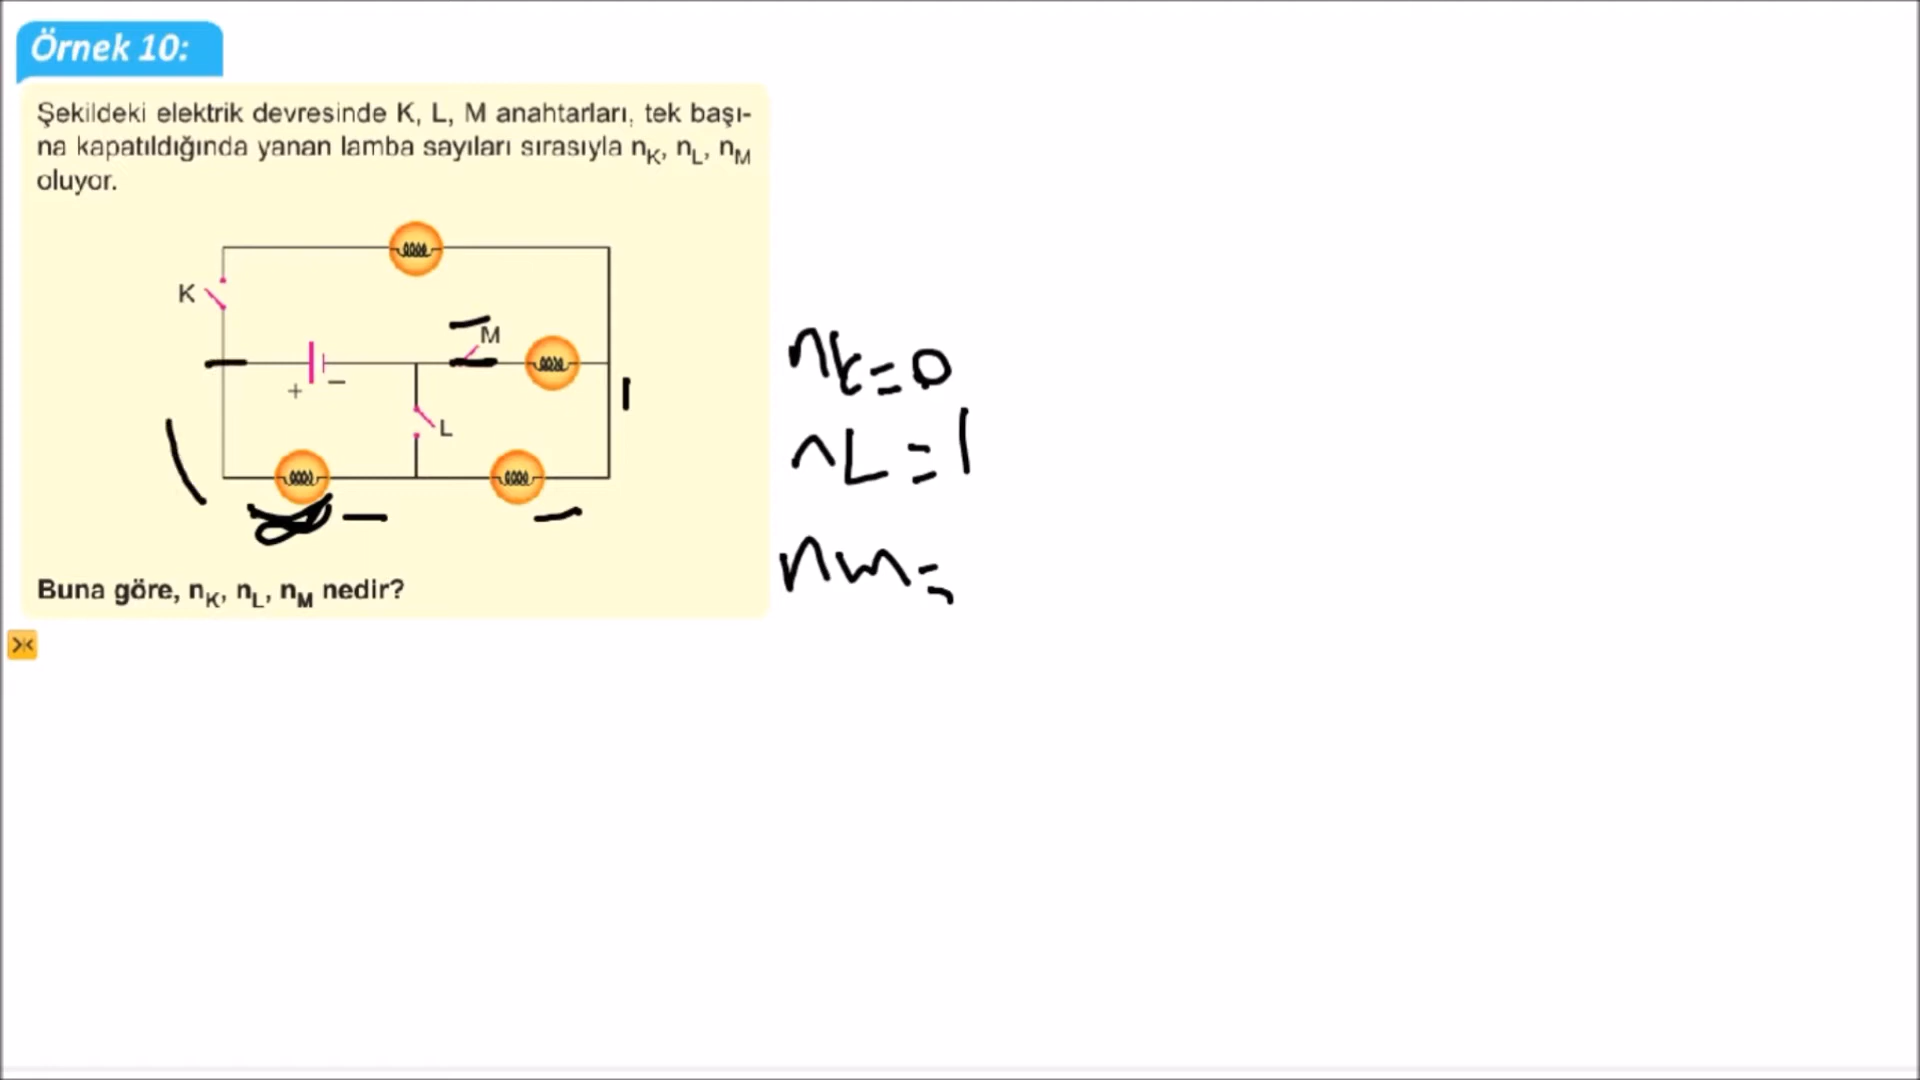 Örnek 10:
Şekildeki elektrik devresinde K, L, M anahtarları, tek başı-
na kapatıldığında yanan lamba sayıları sırasıyla nK, nL, nM
oluyor.
K
M
+ −
L
Buna göre, nK, nL, nM nedir?
nk=0
nL=1
nm=